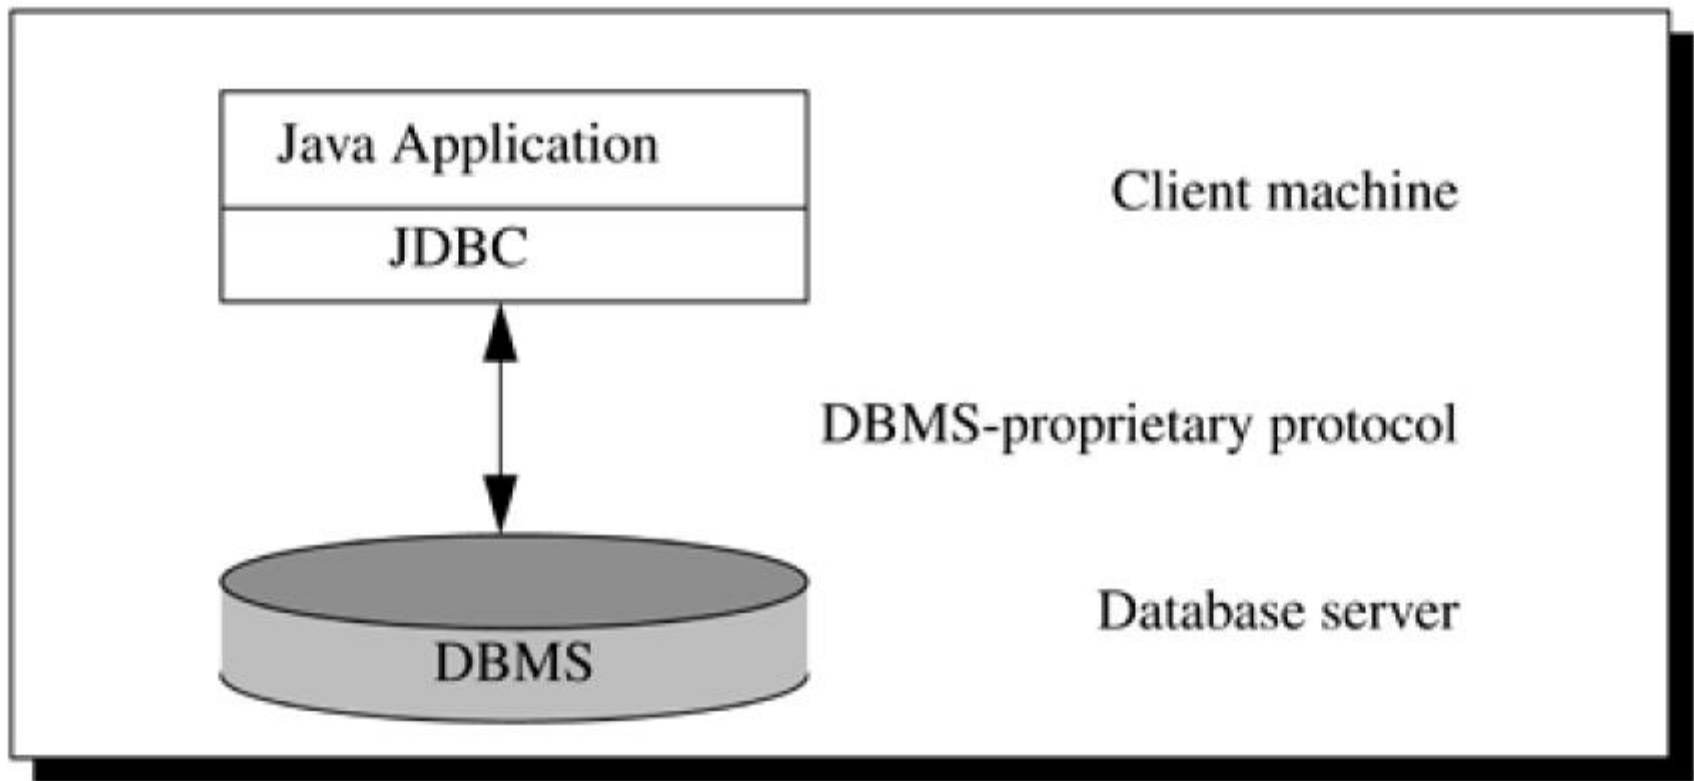 Java Application
Client machine
JDBC
DBMS-proprietary protocol
Database server
DBMS